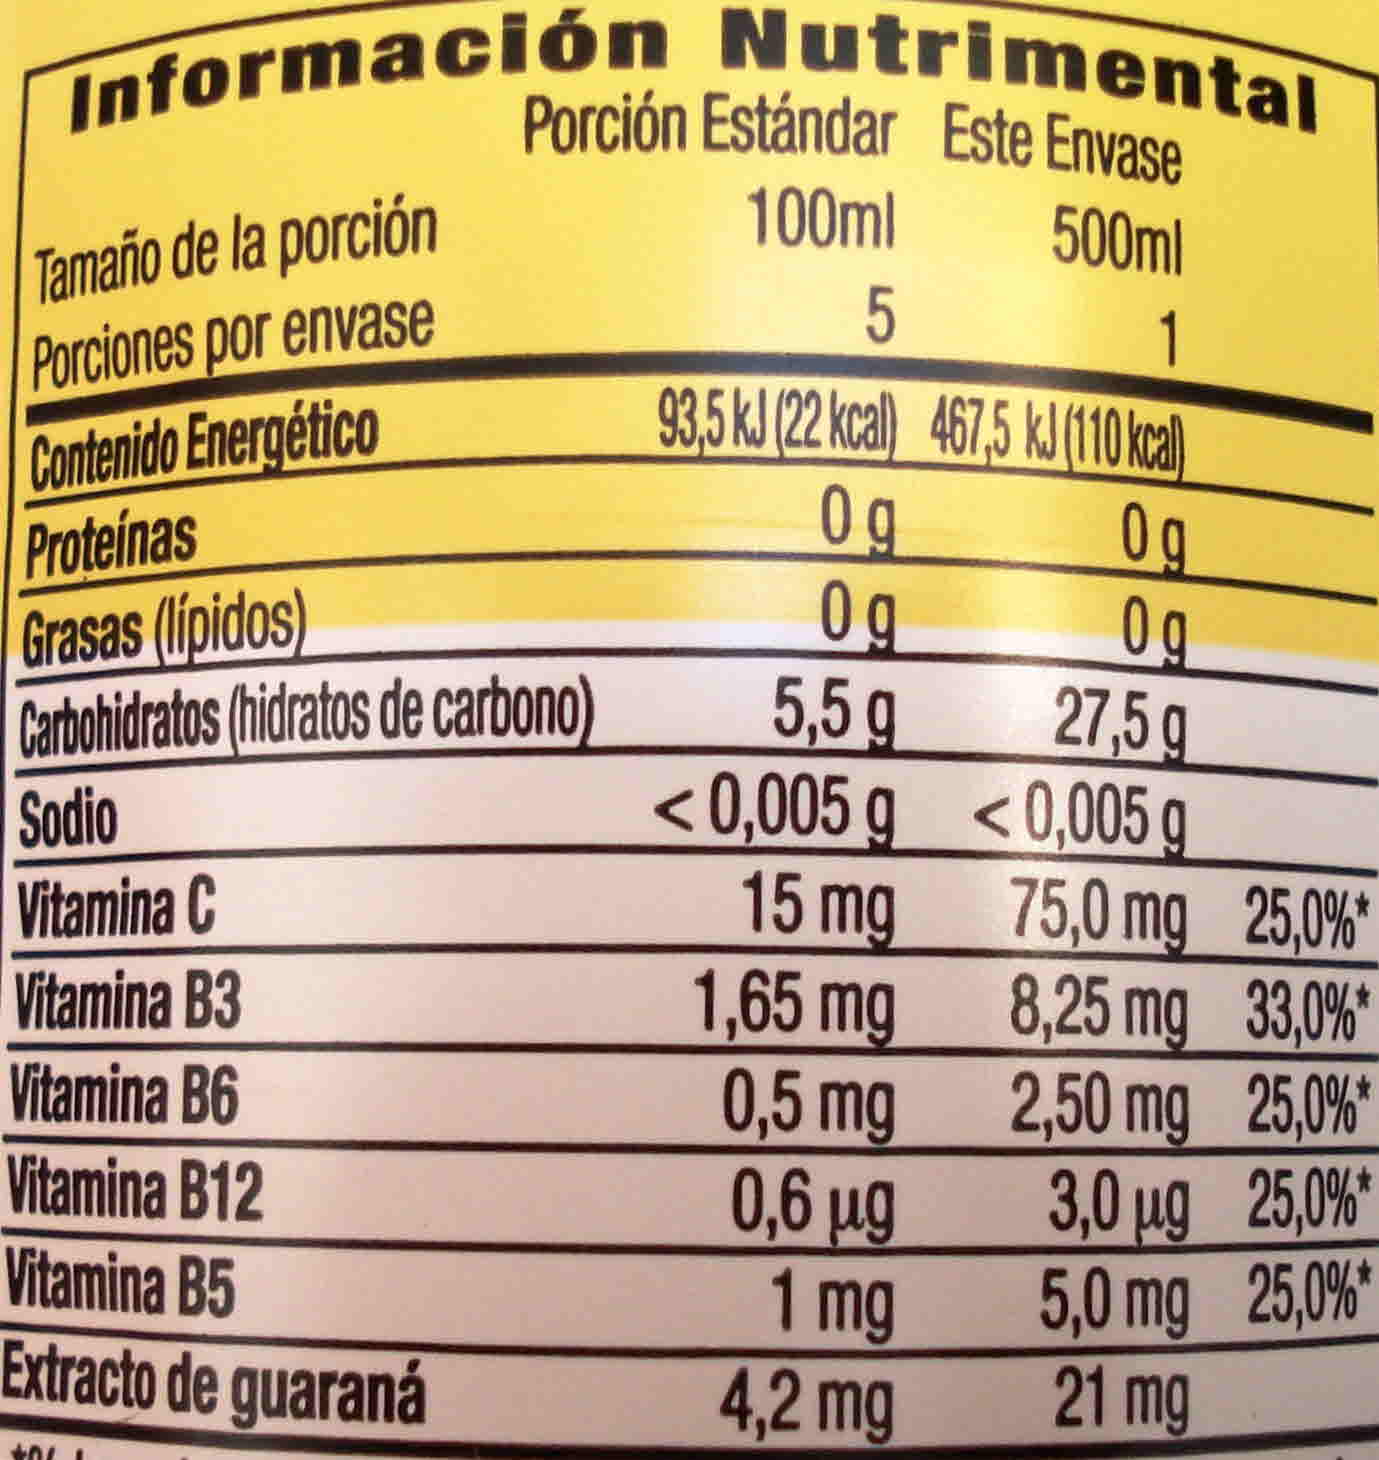 Información Nutrimental
Porción Estándar Este Envase
Tamaño de la porción 100ml 500ml
Porciones por envase 5 1
Contenido Energético 93,5 kJ (22 kcal) 467,5 kJ (110 kcal)
Proteínas 0 g 0 g
Grasas (lípidos) 0 g 0 g
Carbohidratos (hidratos de carbono) 5,5 g 27,5 g
Sodio < 0,005 g < 0,005 g
Vitamina C 15 mg 75,0 mg 25,0%*
Vitamina B3 1,65 mg 8,25 mg 33,0%*
Vitamina B6 0,5 mg 2,50 mg 25,0%*
Vitamina B12 0,6 µg 3,0 µg 25,0%*
Vitamina B5 1 mg 5,0 mg 25,0%*
Extracto de guaraná 4,2 mg 21 mg